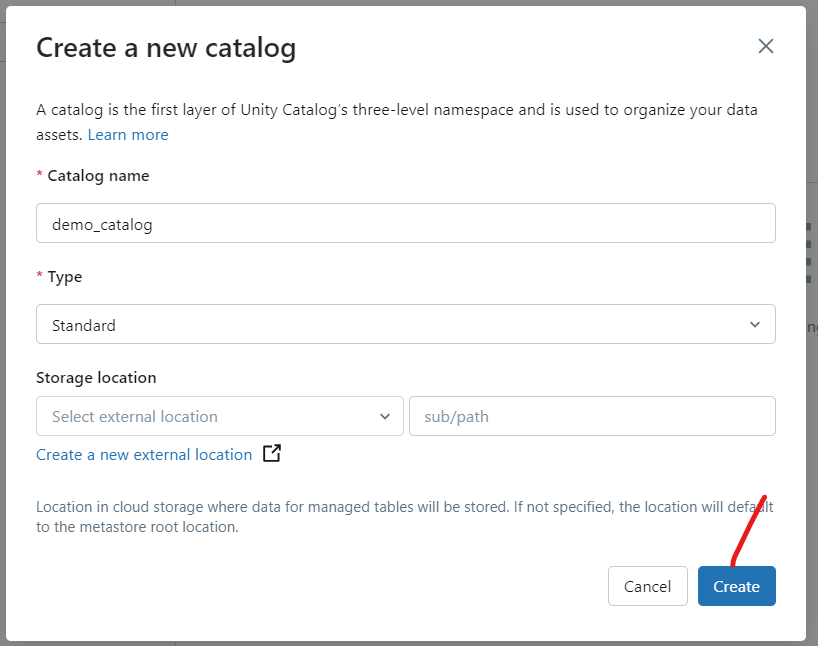 Create a new catalog
A catalog is the first layer of Unity Catalog’s three-level namespace and is used to organize your data
assets. Learn more
* Catalog name
demo_catalog
* Type
Standard
Storage location
Select external location
sub/path
Create a new external location
Location in cloud storage where data for managed tables will be stored. If not specified, the location will default
to the metastore root location.
Cancel
Create